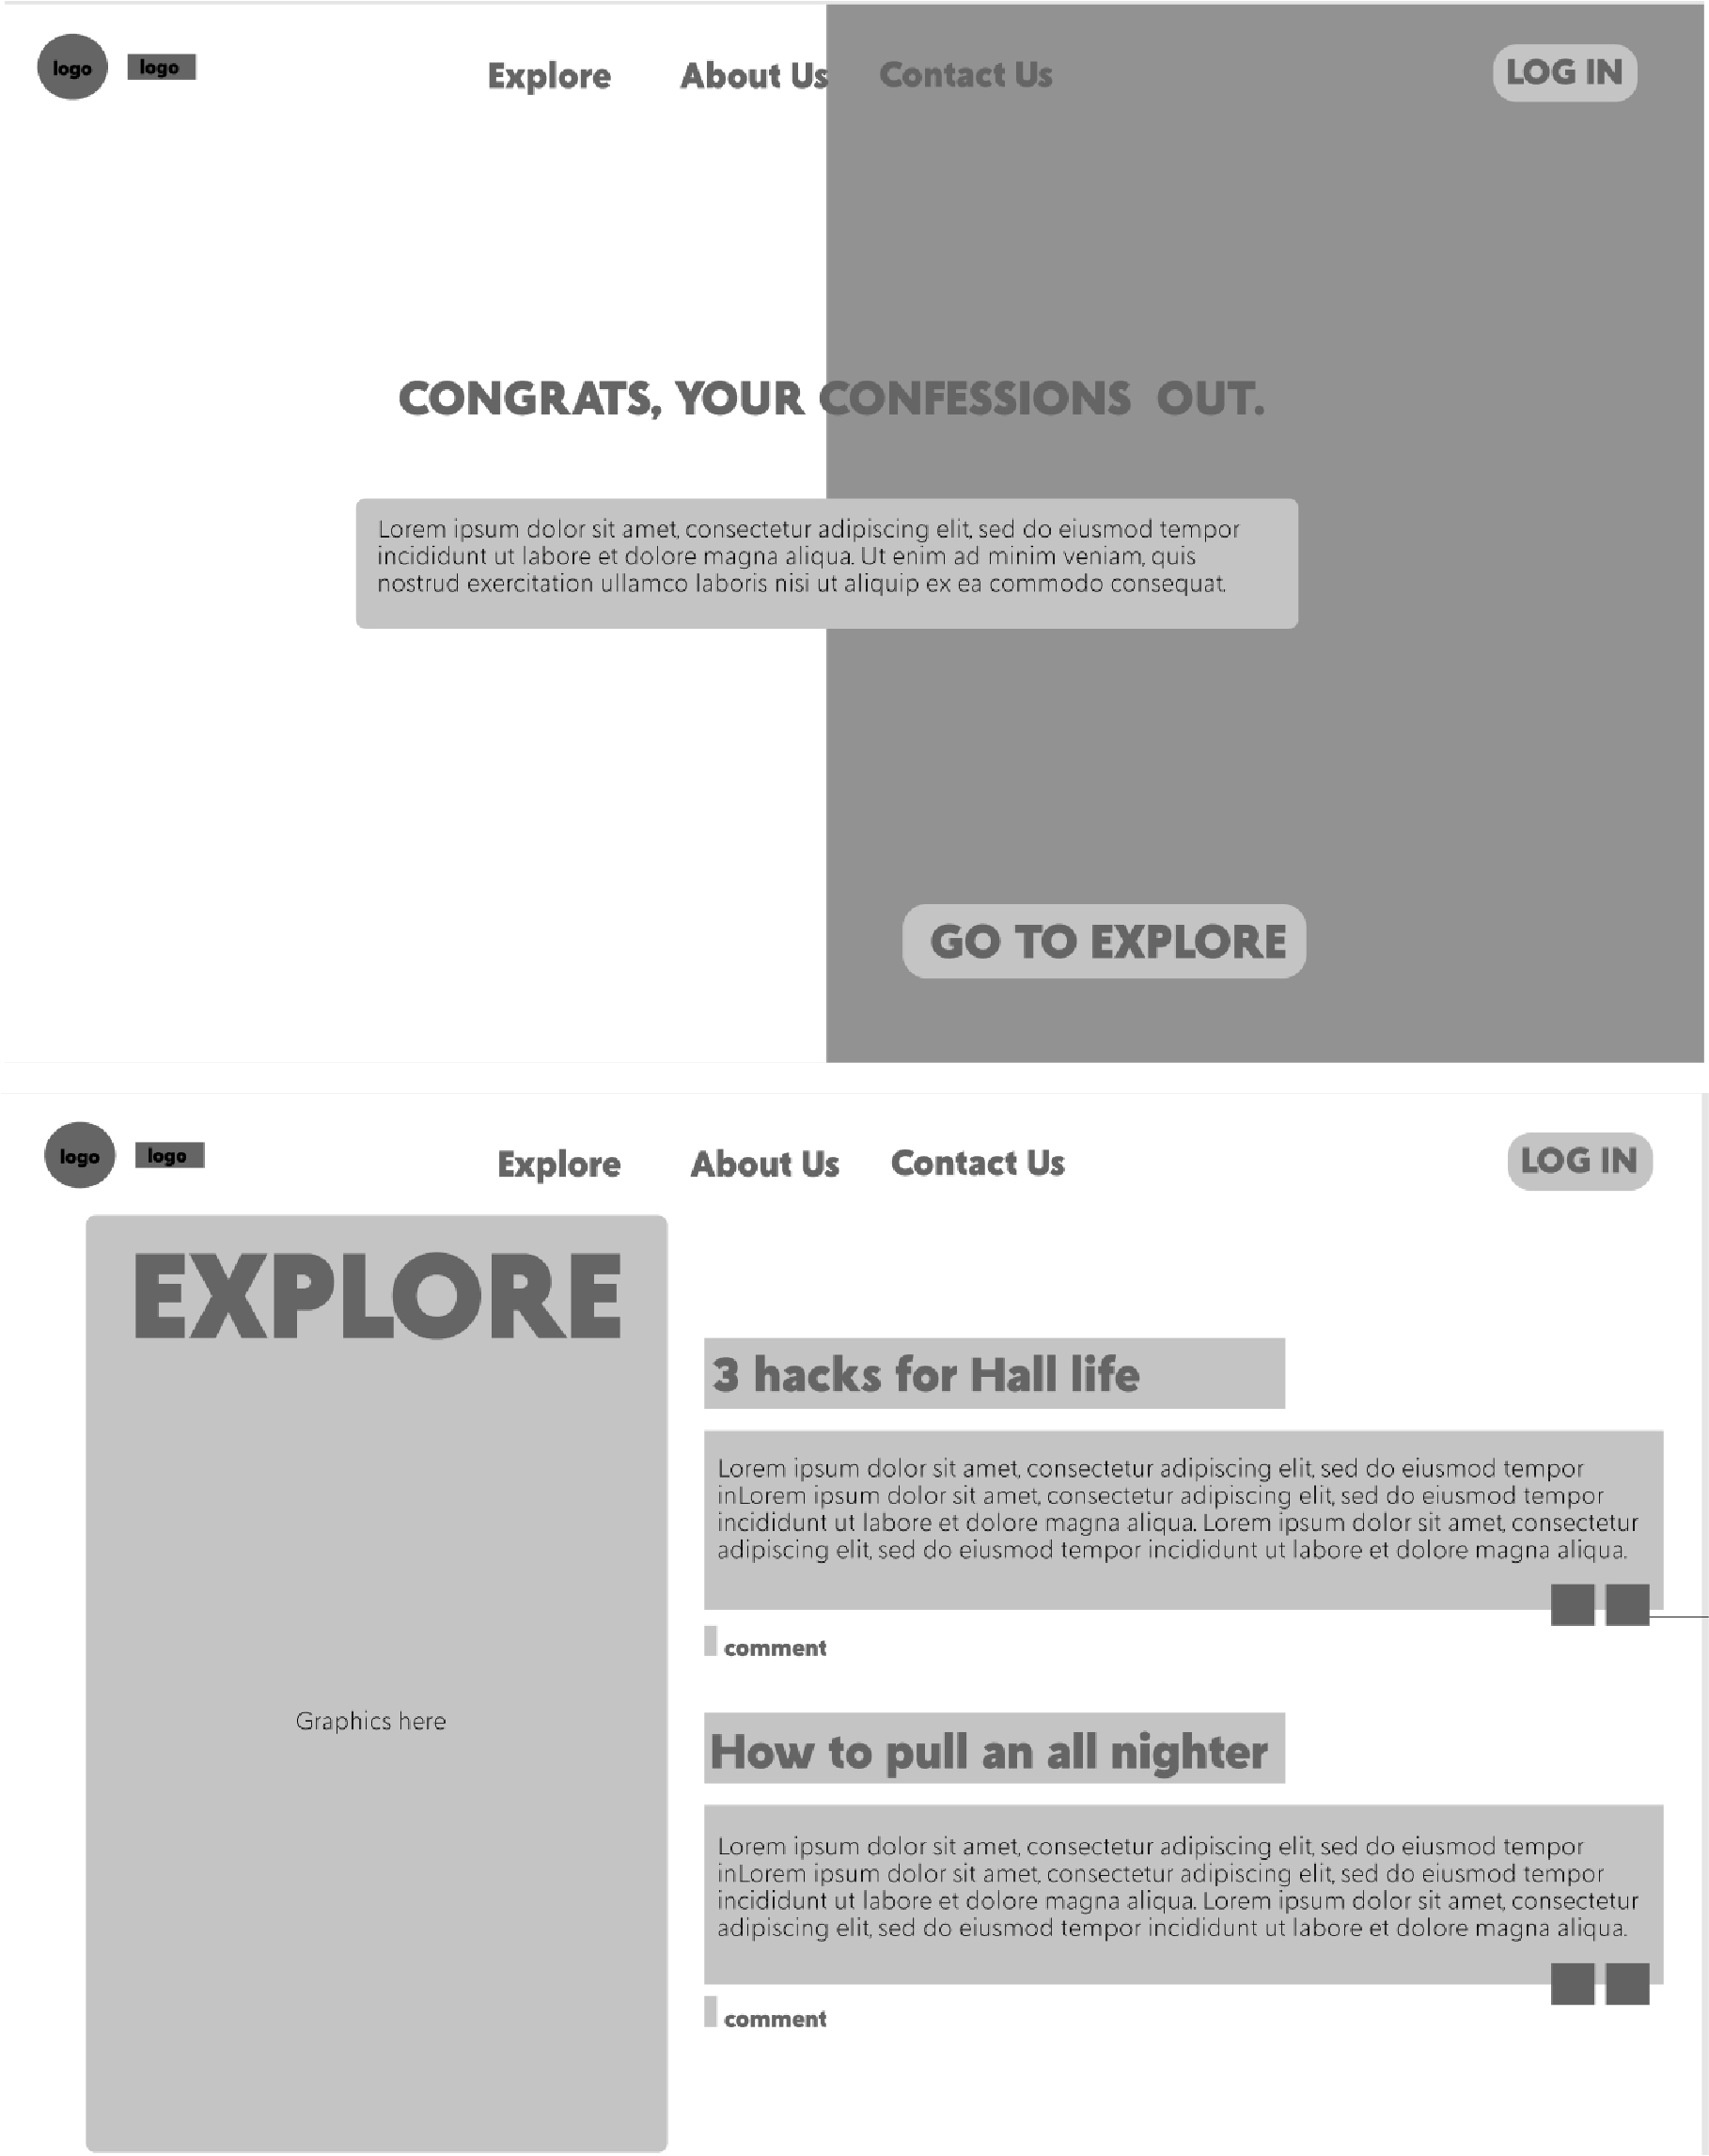 logo
logo
Explore
About Us
Contact Us
LOG IN
CONGRATS, YOUR CONFESSIONS OUT.
Lorem ipsum dolor sit amet, consectetur adipiscing elit, sed do eiusmod tempor
incididunt ut labore et dolore magna aliqua. Ut enim ad minim veniam, quis
nostrud exercitation ullamco laboris nisi ut aliquip ex ea commodo consequat.
GO TO EXPLORE
logo
logo
Explore
About Us
Contact Us
LOG IN
EXPLORE
Graphics here
3 hacks for Hall life
Lorem ipsum dolor sit amet, consectetur adipiscing elit, sed do eiusmod tempor
inLorem ipsum dolor sit amet, consectetur adipiscing elit, sed do eiusmod tempor
incididunt ut labore et dolore magna aliqua. Lorem ipsum dolor sit amet, consectetur
adipiscing elit, sed do eiusmod tempor incididunt ut labore et dolore magna aliqua.
comment
How to pull an all nighter
Lorem ipsum dolor sit amet, consectetur adipiscing elit, sed do eiusmod tempor
inLorem ipsum dolor sit amet, consectetur adipiscing elit, sed do eiusmod tempor
incididunt ut labore et dolore magna aliqua. Lorem ipsum dolor sit amet, consectetur
adipiscing elit, sed do eiusmod tempor incididunt ut labore et dolore magna aliqua.
comment